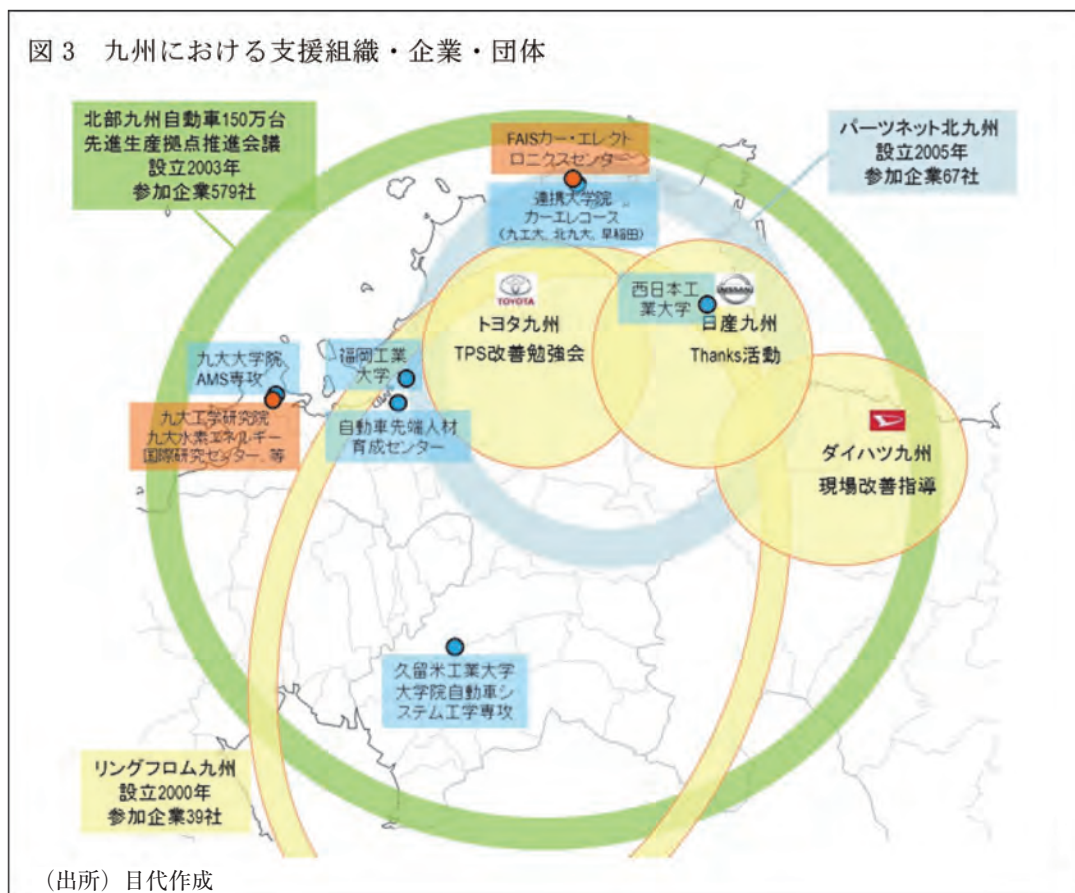 図3 九州における支援組織・企業・団体
北部九州自動車150万台
先進生産拠点推進会議
設立2003年
参加企業579社
FAISカー・エレクト
ロニクスセンター
連携大学院
カーエレコース
(九工大、北九大、早稲田)
パーツネット北九州
設立2005年
参加企業67社
TOYOTA
トヨタ九州
TPS改善勉強会
西日本工
業大学
NISSAN
日産九州
Thanks活動
九大大学院
AMS専攻
九大工学研究院
九大水素エネルギー
国際研究センター、等
福岡工業
大学
自動車先端人材
育成センター
ダイハツ九州
現場改善指導
久留米工業大学
大学院自動車シ
ステム工学専攻
リングフロム九州
設立2000年
参加企業39社
(出所)目代作成